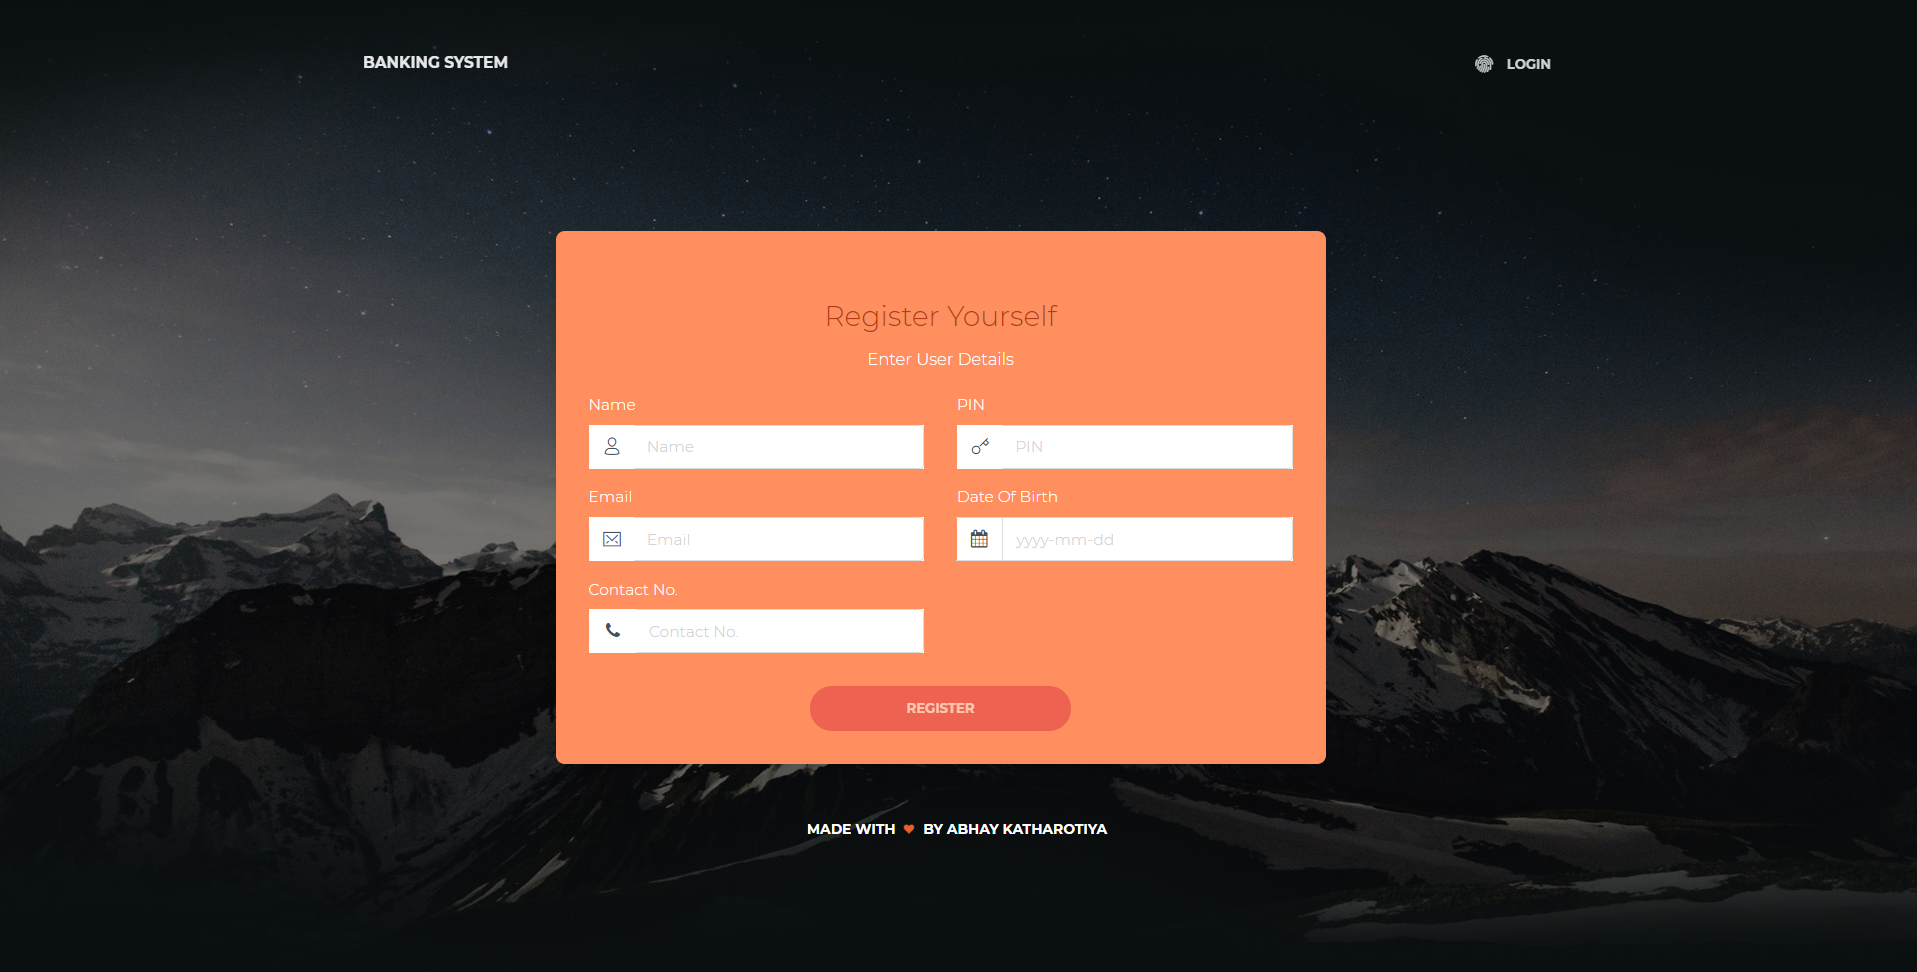 BANKING SYSTEM
LOGIN
Register Yourself
Enter User Details
Name
PIN
Name
PIN
Email
Date Of Birth
Email
yyyy-mm-dd
Contact No.
Contact No.
REGISTER
MADE WITH BY ABHAY KATHAROTIYA